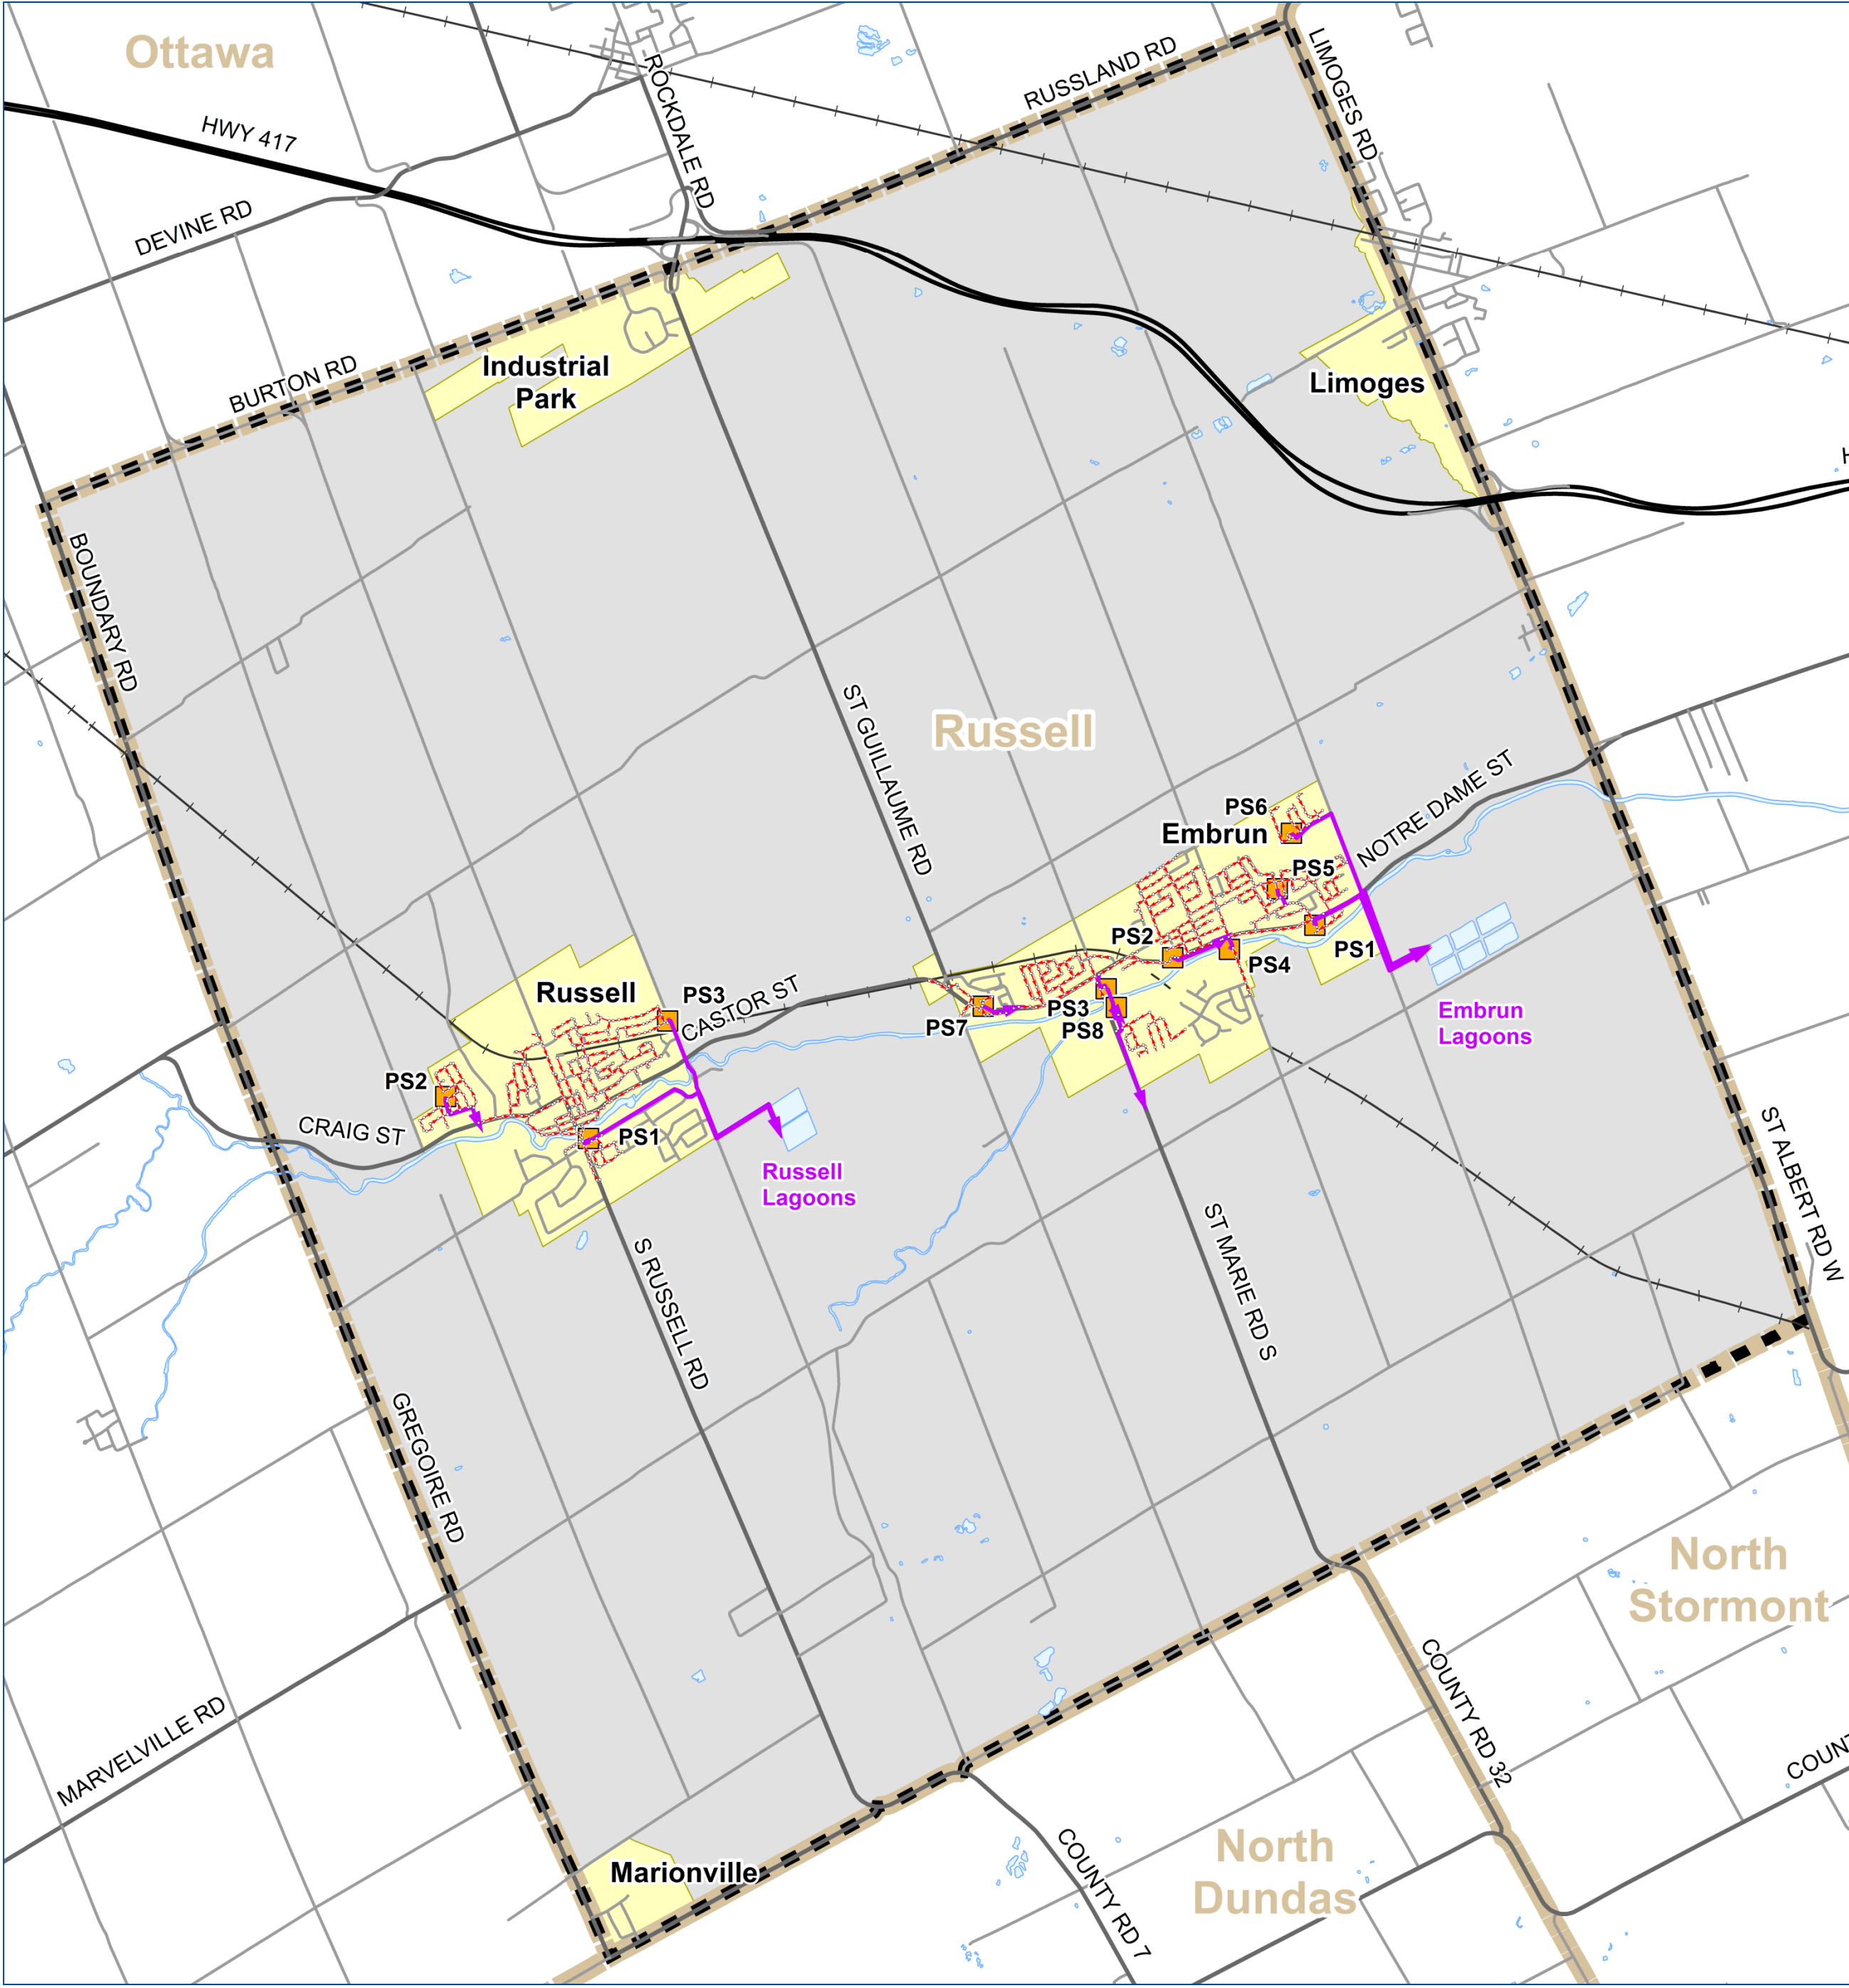 Ottawa
HWY 417
ROCKDALE RD
RUSSLAND RD
LIMOGES RD
DEVINE RD
BURTON RD
Industrial
Park
Limoges
BOUNDARY RD
ST GUILLAUME RD
Russell
NOTRE DAME ST
PS6
Embrun
PS5
PS2
PS1
PS4
Russell
PS3
CASTOR ST
PS7
PS3
PS8
Embrun
Lagoons
PS2
CRAIG ST
PS1
Russell
Lagoons
ST ALBERT RD W
S RUSSELL RD
ST MARIE RD S
GREGOIRE RD
North
Stormont
COUNTY RD 32
MARVELVILLE RD
Marionville
COUNTY RD 7
North
Dundas